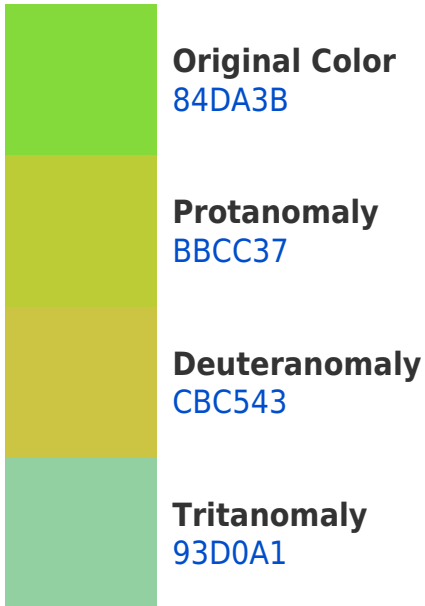 Original Color
84DA3B
Protanomaly
BBCC37
Deuteranomaly
CBC543
Tritanomaly
93D0A1